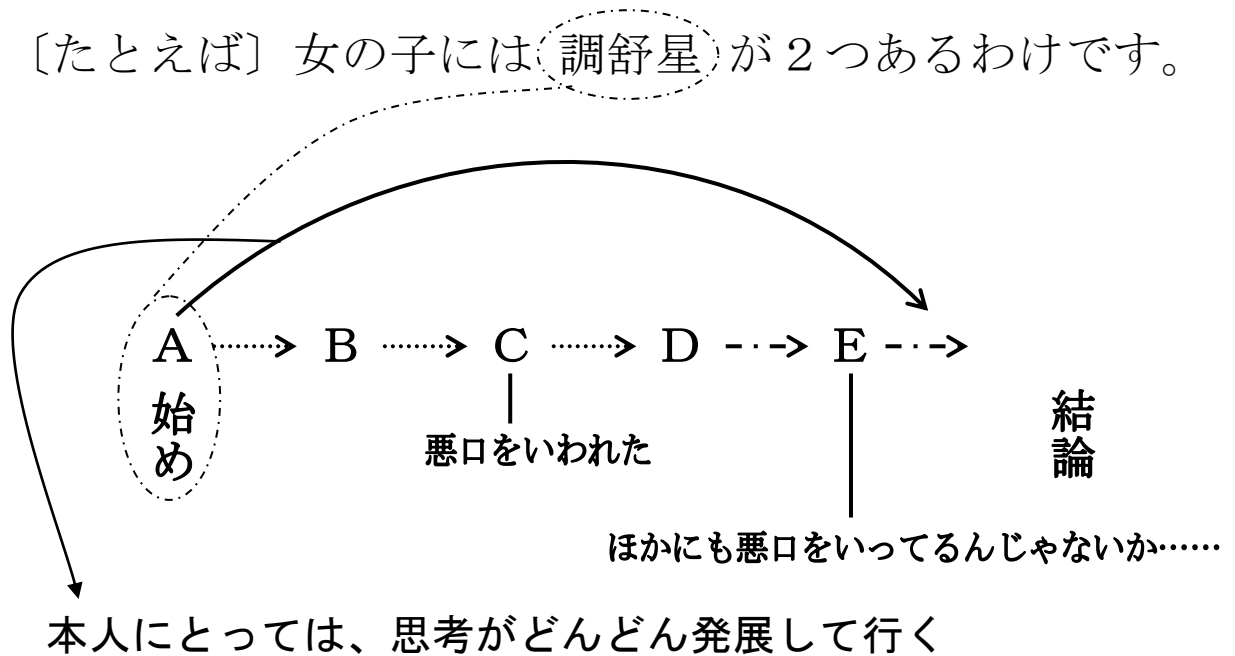 〔たとえば〕女の子には調舒星が２つあるわけです。
A B C D E
始め
悪口をいわれた
結論
ほかにも悪口をいってるんじゃないか……
本人にとっては、思考がどんどん発展して行く